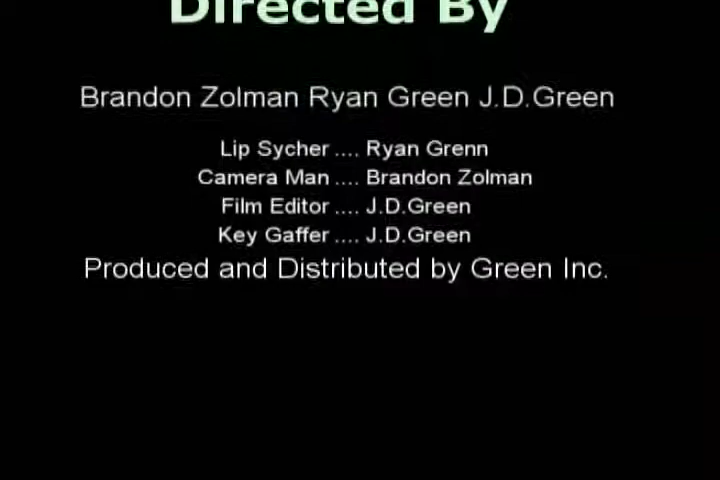 Directed By
Brandon Zolman Ryan Green J.D.Green
Lip Sycher .... Ryan Grenn
Camera Man .... Brandon Zolman
Film Editor .... J.D.Green
Key Gaffer .... J.D.Green
Produced and Distributed by Green Inc.